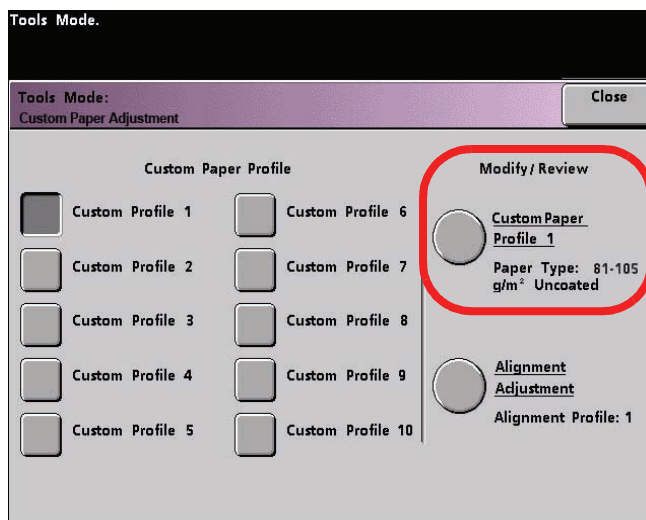 Tools Mode.
Tools Mode:
Custom Paper Adjustment
Close
Custom Paper Profile
Custom Profile 1
Custom Profile 2
Custom Profile 3
Custom Profile 4
Custom Profile 5
Custom Profile 6
Custom Profile 7
Custom Profile 8
Custom Profile 9
Custom Profile 10
Modify/ Review
Custom Paper
Profile 1
Paper Type: 81-105
g/m² Uncoated
Alignment
Adjustment
Alignment Profile: 1